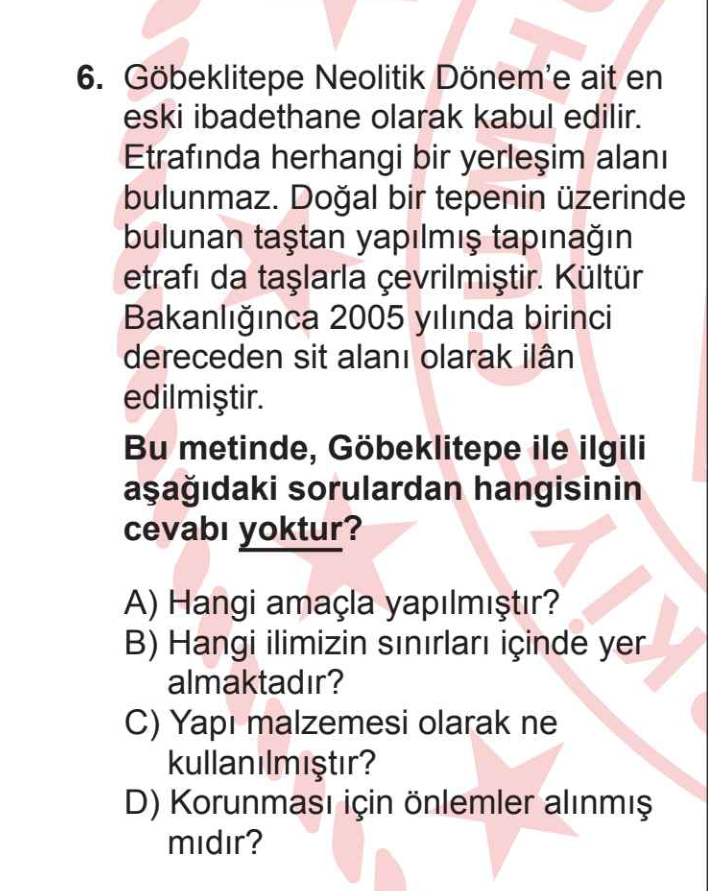 6. Göbeklitepe Neolitik Dönem’e ait en
eski ibadethane olarak kabul edilir.
Etrafında herhangi bir yerleşim alanı
bulunmaz. Doğal bir tepenin üzerinde
bulunan taştan yapılmış tapınağın
etrafı da taşlarla çevrilmiştir. Kültür
Bakanlığınca 2005 yılında birinci
dereceden sit alanı olarak ilân
edilmiştir.
Bu metinde, Göbeklitepe ile ilgili
aşağıdaki sorulardan hangisinin
cevabı yoktur?
A) Hangi amaçla yapılmıştır?
B) Hangi ilimizin sınırları içinde yer
almaktadır?
C) Yapı malzemesi olarak ne
kullanılmıştır?
D) Korunması için önlemler alınmış
mıdır?